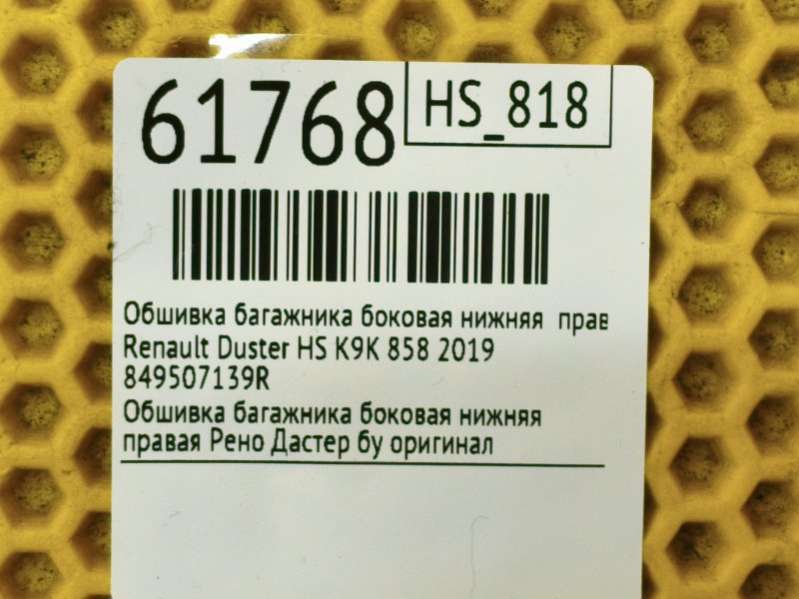 61768
HS_818
Обшивка багажника боковая нижняя прав
Renault Duster HS K9K 858 2019
849507139R
Обшивка багажника боковая нижняя
правая Рено Дастер бу оригинал